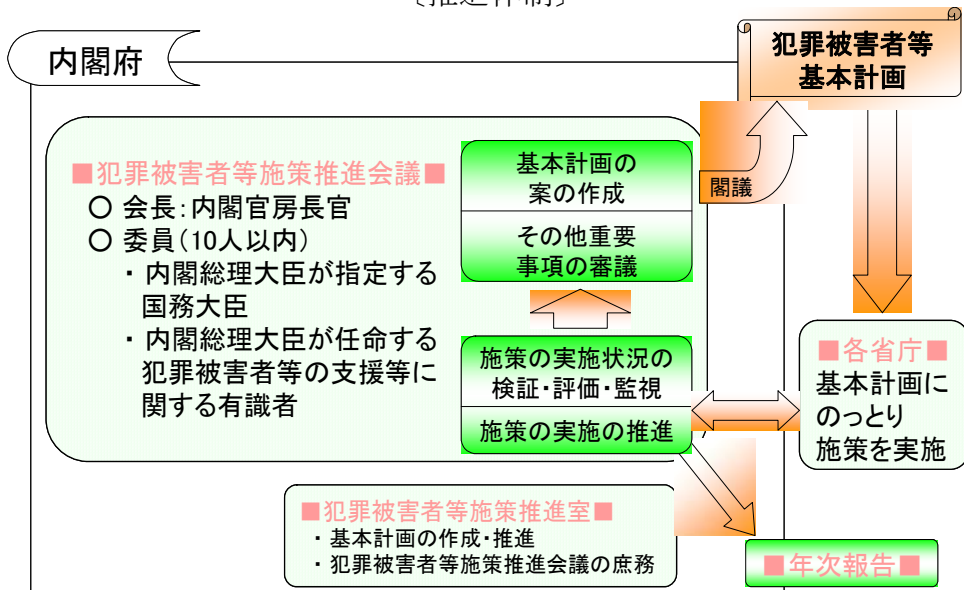 〔推進体制〕
内閣府
犯罪被害者等
基本計画
■犯罪被害者等施策推進会議■
○ 会長:内閣官房長官
○ 委員(10人以内)
・ 内閣総理大臣が指定する
国務大臣
・ 内閣総理大臣が任命する
犯罪被害者等の支援等に
関する有識者
基本計画の
案の作成
その他重要
事項の審議
閣議
施策の実施状況の
検証・評価・監視
施策の実施の推進
■各省庁■
基本計画に
のっとり
施策を実施
■犯罪被害者等施策推進室■
・ 基本計画の作成・推進
・ 犯罪被害者等施策推進会議の庶務
■年次報告■